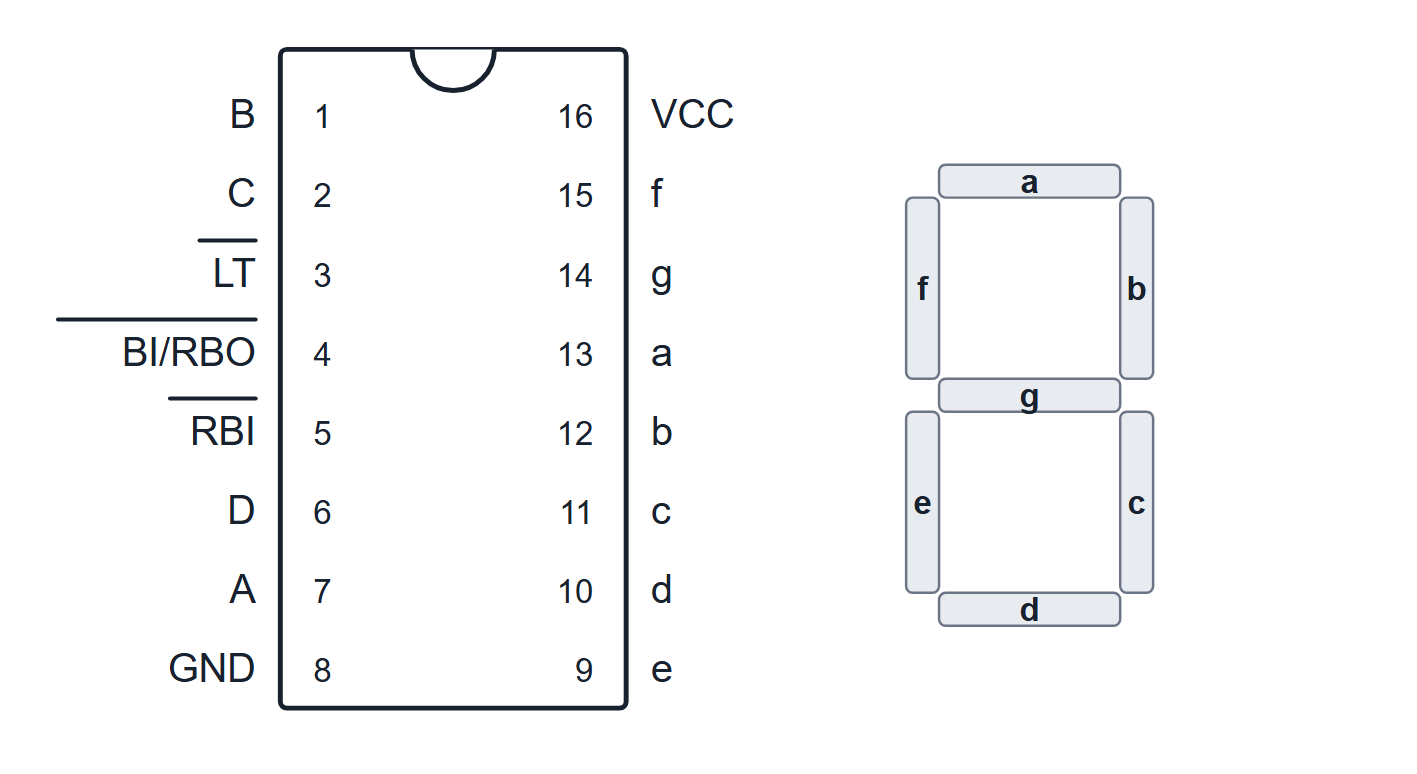 B 1 16 VCC
C 2 15 f
LT 3 14 g
BI/RBO 4 13 a
RBI 5 12 b
D 6 11 c
A 7 10 d
GND 8 9 e
a
f b
g
e c
d